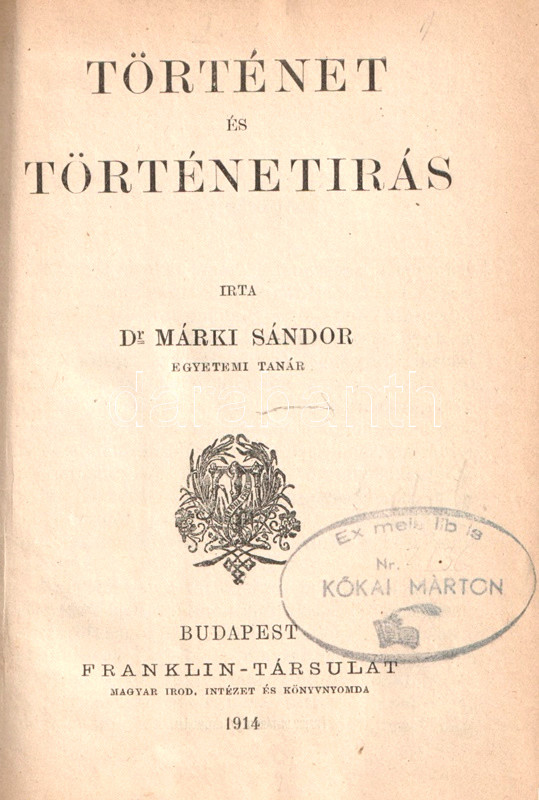 TÖRTÉNET
ÉS
TÖRTÉNETIRÁS
IRTA
Dr MÁRKI SÁNDOR
EGYETEMI TANÁR
darabanth
Ex meis libris
Nr.
KŐKAI MÁRTON
BUDAPEST
FRANKLIN-TÁRSULAT
MAGYAR IROD. INTÉZET ÉS KÖNYVNYOMDA
1914